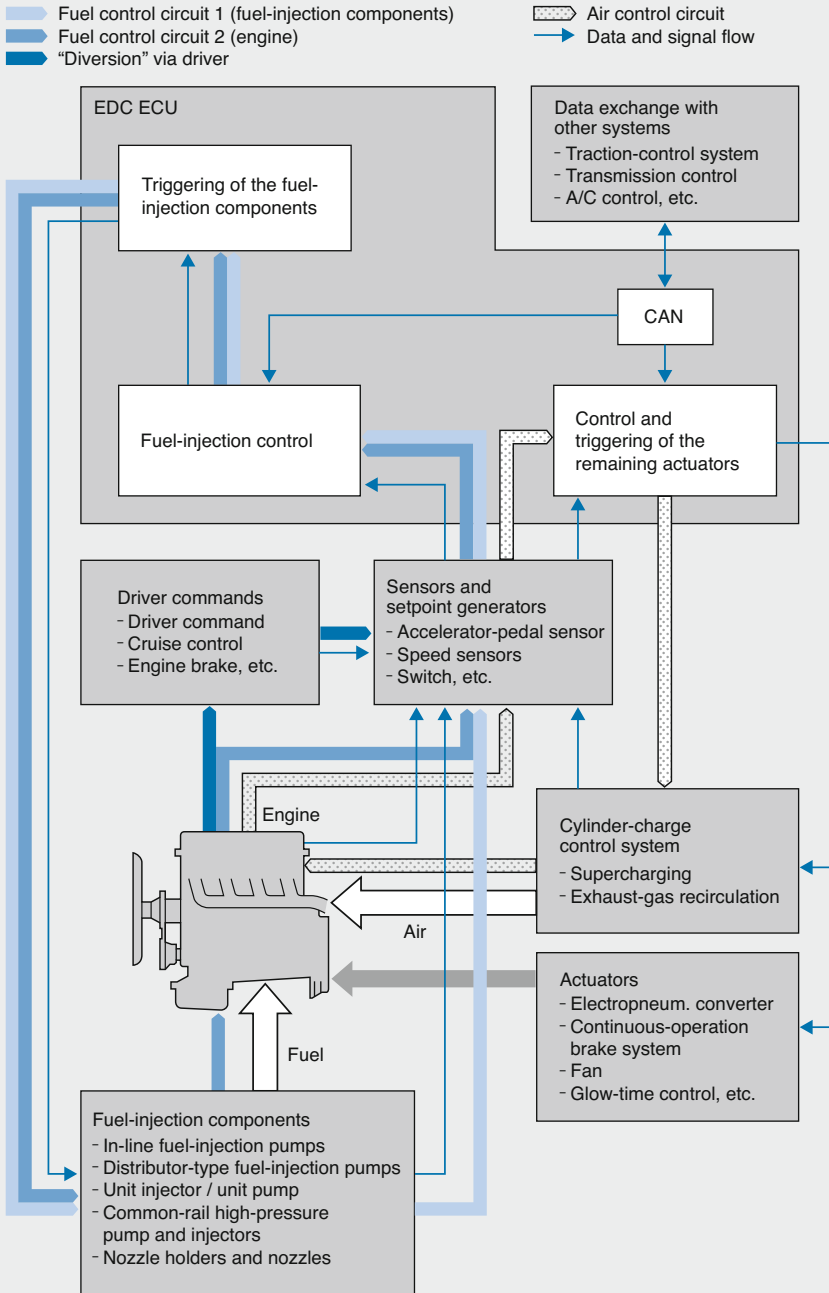 Fuel control circuit 1 (fuel-injection components)
Fuel control circuit 2 (engine)
“Diversion” via driver
Air control circuit
Data and signal flow
EDC ECU
Triggering of the fuel-
injection components
Data exchange with
other systems
- Traction-control system
- Transmission control
- A/C control, etc.
CAN
Fuel-injection control
Control and
triggering of the
remaining actuators
Driver commands
- Driver command
- Cruise control
- Engine brake, etc.
Sensors and
setpoint generators
- Accelerator-pedal sensor
- Speed sensors
- Switch, etc.
Engine
Cylinder-charge
control system
- Supercharging
- Exhaust-gas recirculation
Air
Actuators
- Electropneum. converter
- Continuous-operation
brake system
- Fan
- Glow-time control, etc.
Fuel
Fuel-injection components
- In-line fuel-injection pumps
- Distributor-type fuel-injection pumps
- Unit injector / unit pump
- Common-rail high-pressure
pump and injectors
- Nozzle holders and nozzles